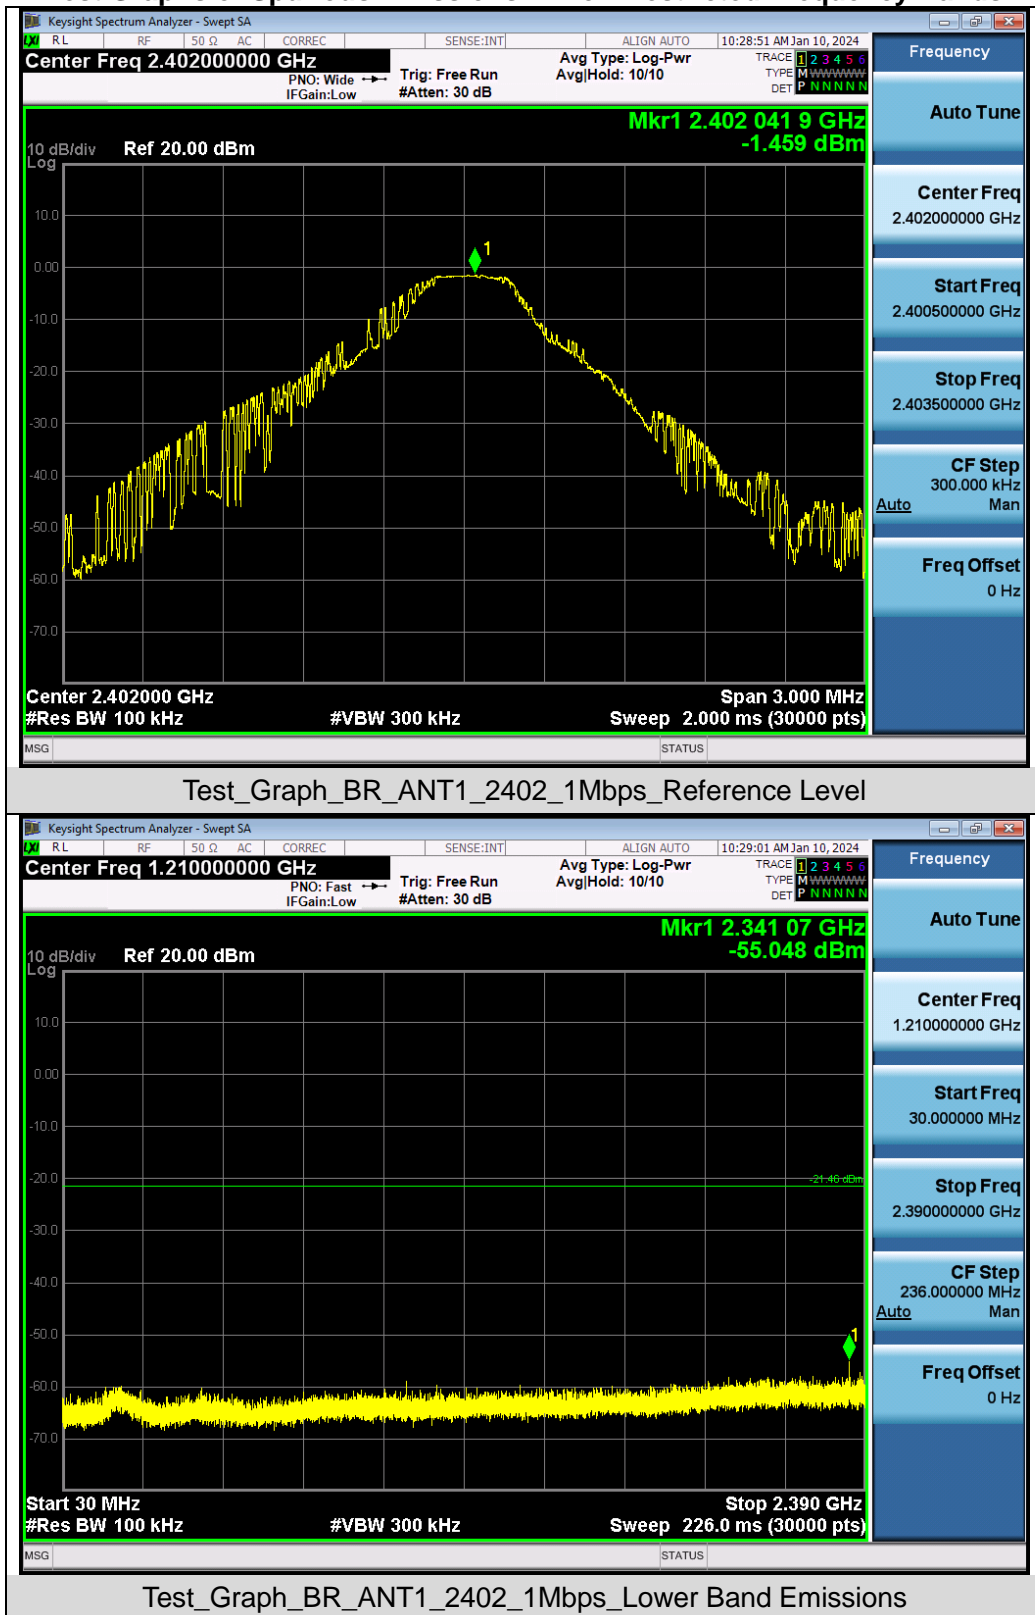 Keysight Spectrum Analyzer - Swept SA
LXI RL RF 50 Ω AC CORREC SENSE:INT ALIGN AUTO 10:28:51 AM Jan 10, 2024
Center Freq 2.402000000 GHz
PNO: Wide
IFGain:Low
Trig: Free Run
#Atten: 30 dB
Avg Type: Log-Pwr
Avg|Hold: 10/10
TRACE 1 2 3 4 5 6
TYPE M W W W W W
DET P N N N N N
Mkr1 2.402 041 9 GHz
-1.459 dBm
10 dB/div
Log
Ref 20.00 dBm
10.0
0.00
-10.0
-20.0
-30.0
-40.0
-50.0
-60.0
-70.0
1
Center 2.402000 GHz
Span 3.000 MHz
#Res BW 100 kHz
#VBW 300 kHz
Sweep 2.000 ms (30000 pts)
MSG
STATUS
Frequency
Auto Tune
Center Freq
2.402000000 GHz
Start Freq
2.400500000 GHz
Stop Freq
2.403500000 GHz
CF Step
300.000 kHz
Auto Man
Freq Offset
0 Hz
Test_Graph_BR_ANT1_2402_1Mbps_Reference Level
Keysight Spectrum Analyzer - Swept SA
LXI RL RF 50 Ω AC CORREC SENSE:INT ALIGN AUTO 10:29:01 AM Jan 10, 2024
Center Freq 1.210000000 GHz
PNO: Fast
IFGain:Low
Trig: Free Run
#Atten: 30 dB
Avg Type: Log-Pwr
Avg|Hold: 10/10
TRACE 1 2 3 4 5 6
TYPE M W W W W W
DET P N N N N N
Mkr1 2.341 07 GHz
-55.048 dBm
10 dB/div
Log
Ref 20.00 dBm
10.0
0.00
-10.0
-20.0
-30.0
-40.0
-50.0
-60.0
-70.0
-21.46 dBm
1
Start 30 MHz
Stop 2.390 GHz
#Res BW 100 kHz
#VBW 300 kHz
Sweep 226.0 ms (30000 pts)
MSG
STATUS
Frequency
Auto Tune
Center Freq
1.210000000 GHz
Start Freq
30.000000 MHz
Stop Freq
2.390000000 GHz
CF Step
236.000000 MHz
Auto Man
Freq Offset
0 Hz
Test_Graph_BR_ANT1_2402_1Mbps_Lower Band Emissions